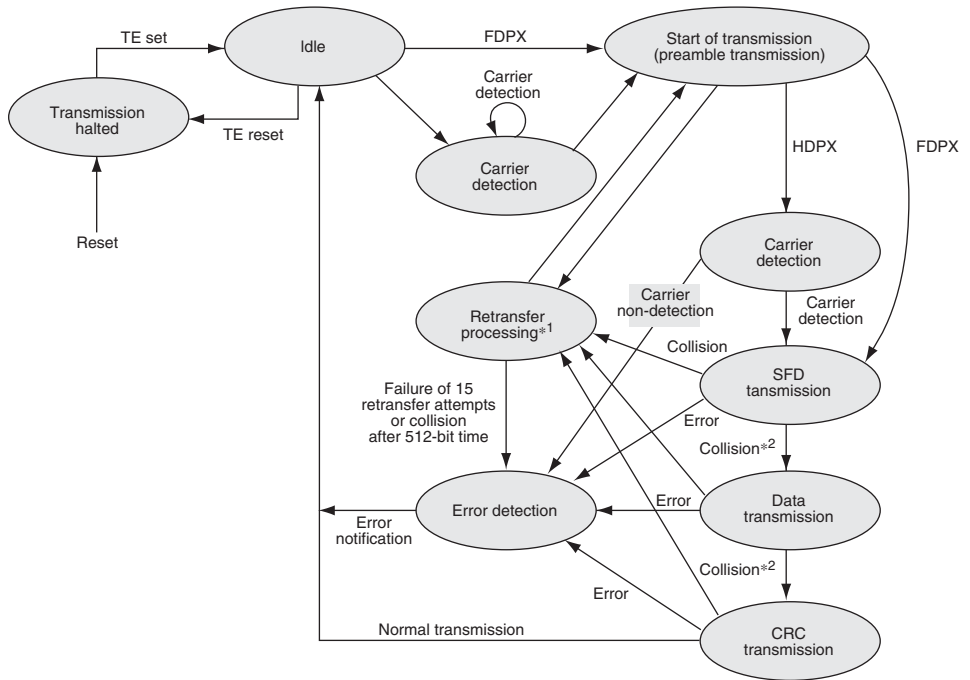 TE set
Idle
FDPX
Start of transmission
(preamble transmission)
Transmission
halted
TE reset
Carrier
detection
Carrier
detection
HDPX
FDPX
Reset
Carrier
detection
Carrier
non-detection
Carrier
detection
Retransfer
processing*1
Collision
SFD
tansmission
Failure of 15
retransfer attempts
or collision
after 512-bit time
Error
Collision*2
Error detection
Error
Data
transmission
Error
notification
Collision*2
Error
Normal transmission
CRC
transmission